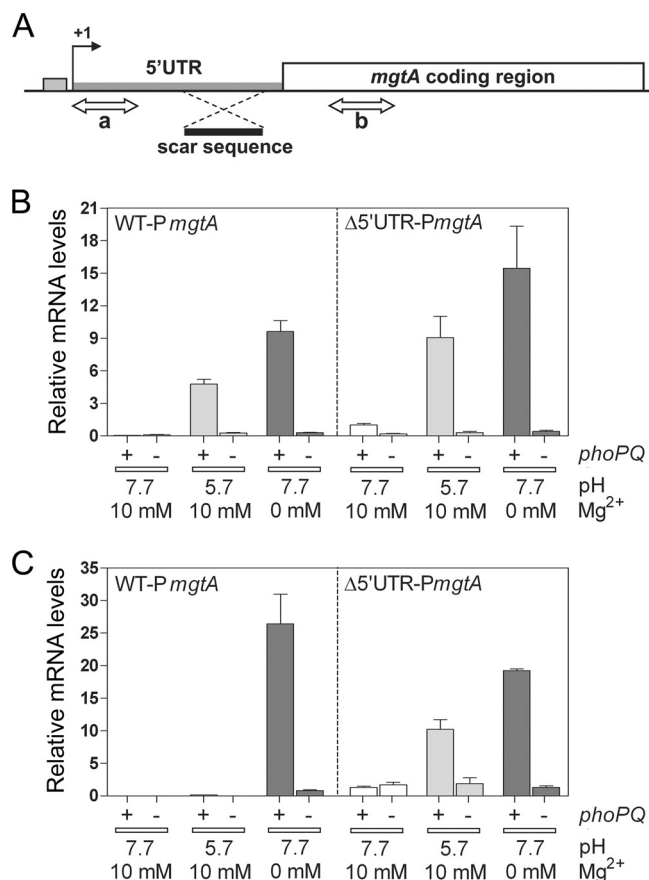 A
+1
5'UTR
mgtA coding region
a
b
scar sequence
B
Relative mRNA levels
21
18
15
12
9
6
3
0
WT-P mgtA
Δ5'UTR-PmgtA
+ - + - + - + - + - + - phoPQ
7.7 5.7 7.7 7.7 5.7 7.7 pH
10 mM 10 mM 0 mM 10 mM 10 mM 0 mM Mg2+
C
Relative mRNA levels
35
30
25
20
15
10
5
0
WT-P mgtA
Δ5'UTR-PmgtA
+ - + - + - + - + - + - phoPQ
7.7 5.7 7.7 7.7 5.7 7.7 pH
10 mM 10 mM 0 mM 10 mM 10 mM 0 mM Mg2+